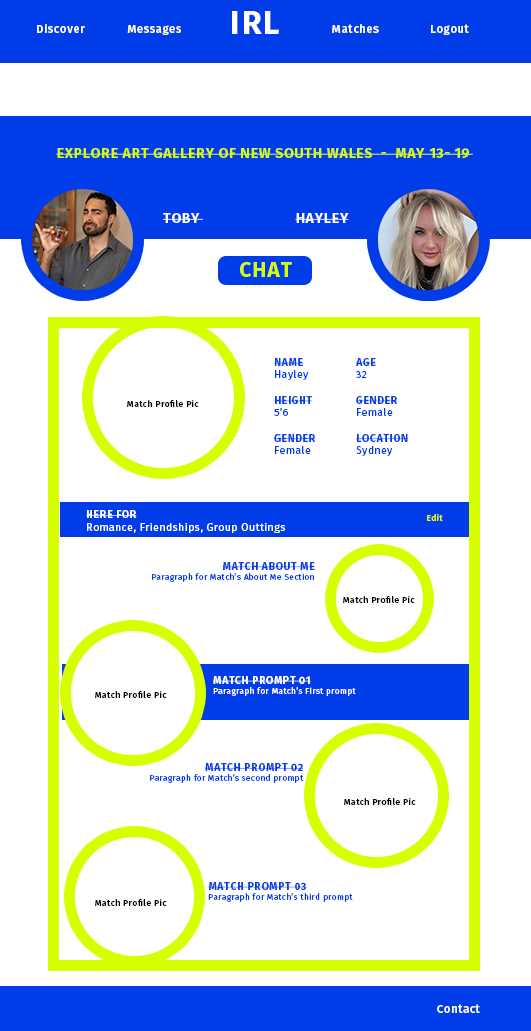 Discover Messages IRL Matches Logout
EXPLORE ART GALLERY OF NEW SOUTH WALES - MAY 13- 19
TOBY HAYLEY
CHAT
Match Profile Pic
NAME AGE
Hayley 32
HEIGHT GENDER
5'6 Female
GENDER LOCATION
Female Sydney
HERE FOR
Romance, Friendships, Group Outtings
Edit
MATCH ABOUT ME
Paragraph for Match's About Me Section
Match Profile Pic
MATCH PROMPT 01
Paragraph for Match's First prompt
Match Profile Pic
MATCH PROMPT 02
Paragraph for Match's second prompt
Match Profile Pic
MATCH PROMPT 03
Paragraph for Match's third prompt
Match Profile Pic
Contact